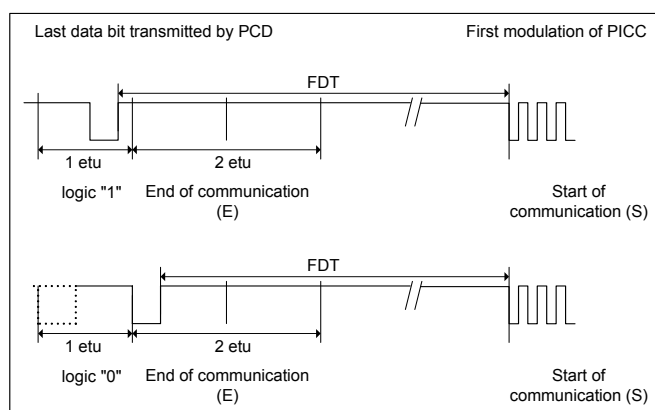 Last data bit transmitted by PCD First modulation of PICC
FDT
1 etu 2 etu
logic "1" End of communication (E) Start of communication (S)
FDT
1 etu 2 etu
logic "0" End of communication (E) Start of communication (S)